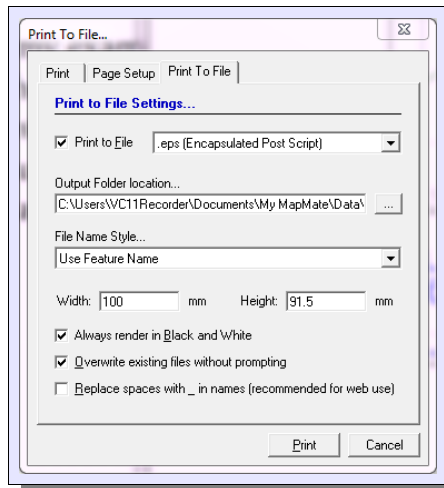 Print To File...
Print Page Setup Print To File
Print to File Settings...
Print to File .eps (Encapsulated Post Script)
Output Folder location...
C:\Users\VC11Recorder\Documents\My MapMate\Data\ ...
File Name Style...
Use Feature Name
Width: 100 mm Height: 91.5 mm
Always render in Black and White
Overwrite existing files without prompting
Replace spaces with _ in names (recommended for web use)
Print Cancel